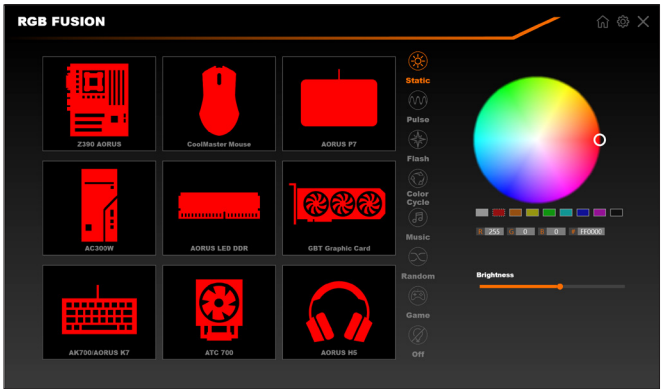 RGB FUSION
Z390 AORUS
CoolMaster Mouse
AORUS P7
AC300W
AORUS LED DDR
GBT Graphic Card
AK700/AORUS K7
ATC 700
AORUS H5
Static
Pulse
Flash
Color
Cycle
Music
Random
Game
Off
R 255 G 0 B 0 # FF0000
Brightness